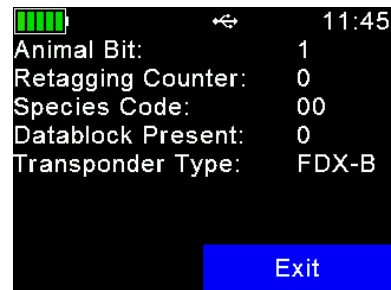 11:45
Animal Bit: 1
Retagging Counter: 0
Species Code: 00
Datablock Present: 0
Transponder Type: FDX-B
Exit